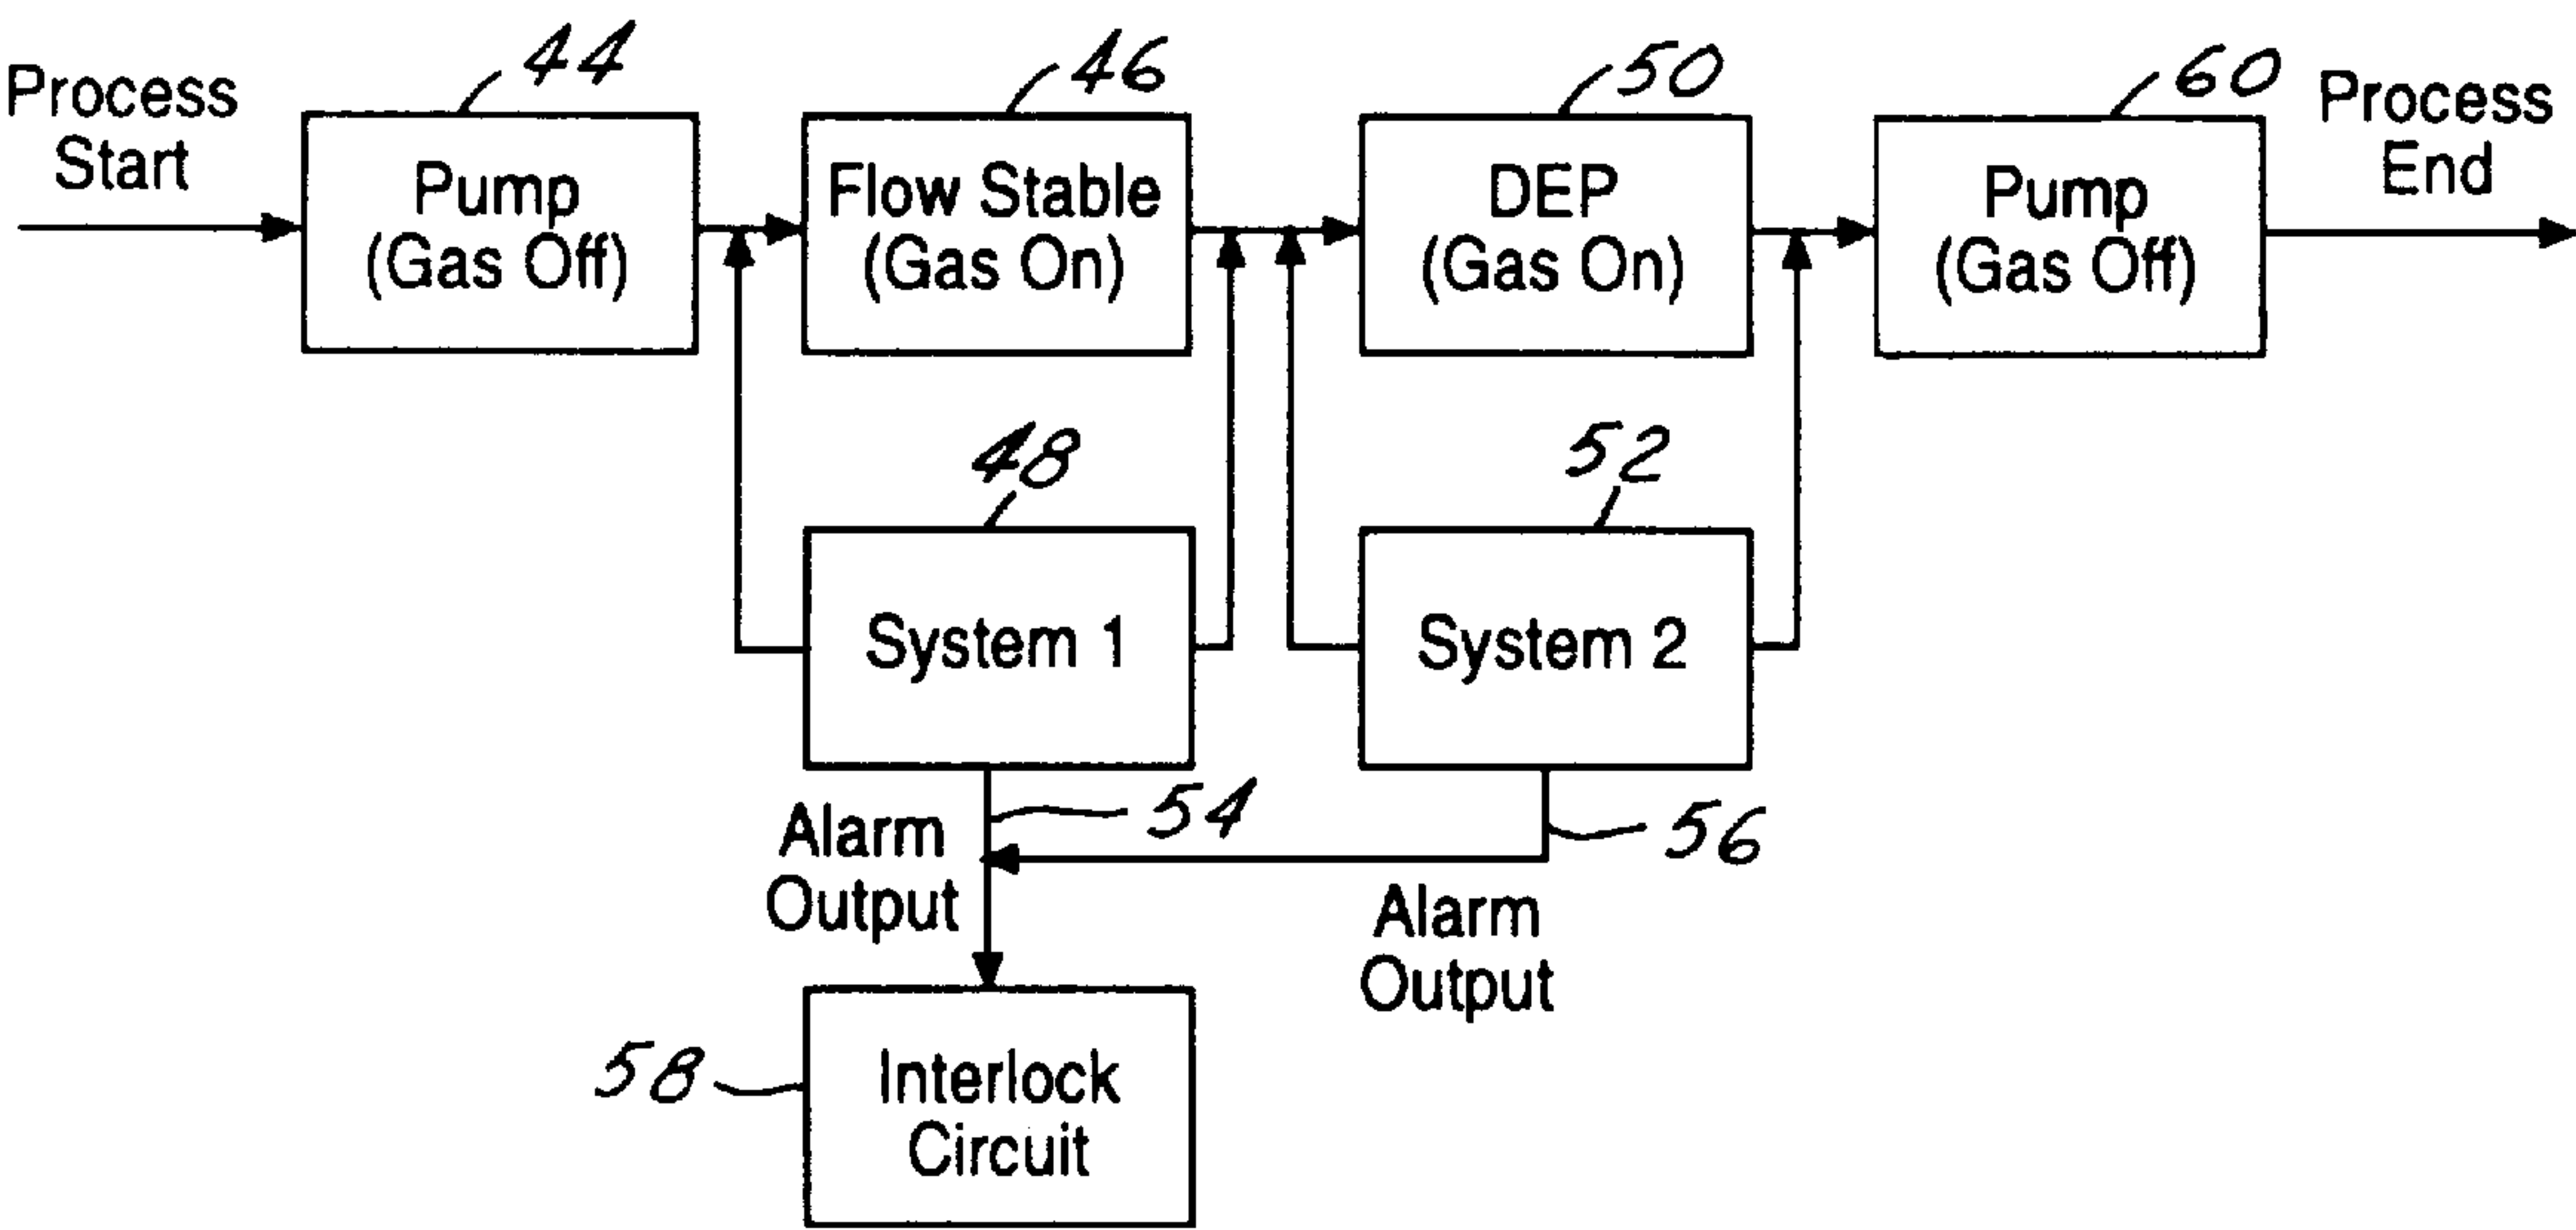 44
46
50
60
Process
Start
Pump
(Gas Off)
Flow Stable
(Gas On)
DEP
(Gas On)
Pump
(Gas Off)
Process
End
48
52
System 1
System 2
54
56
Alarm
Output
Alarm
Output
58
Interlock
Circuit